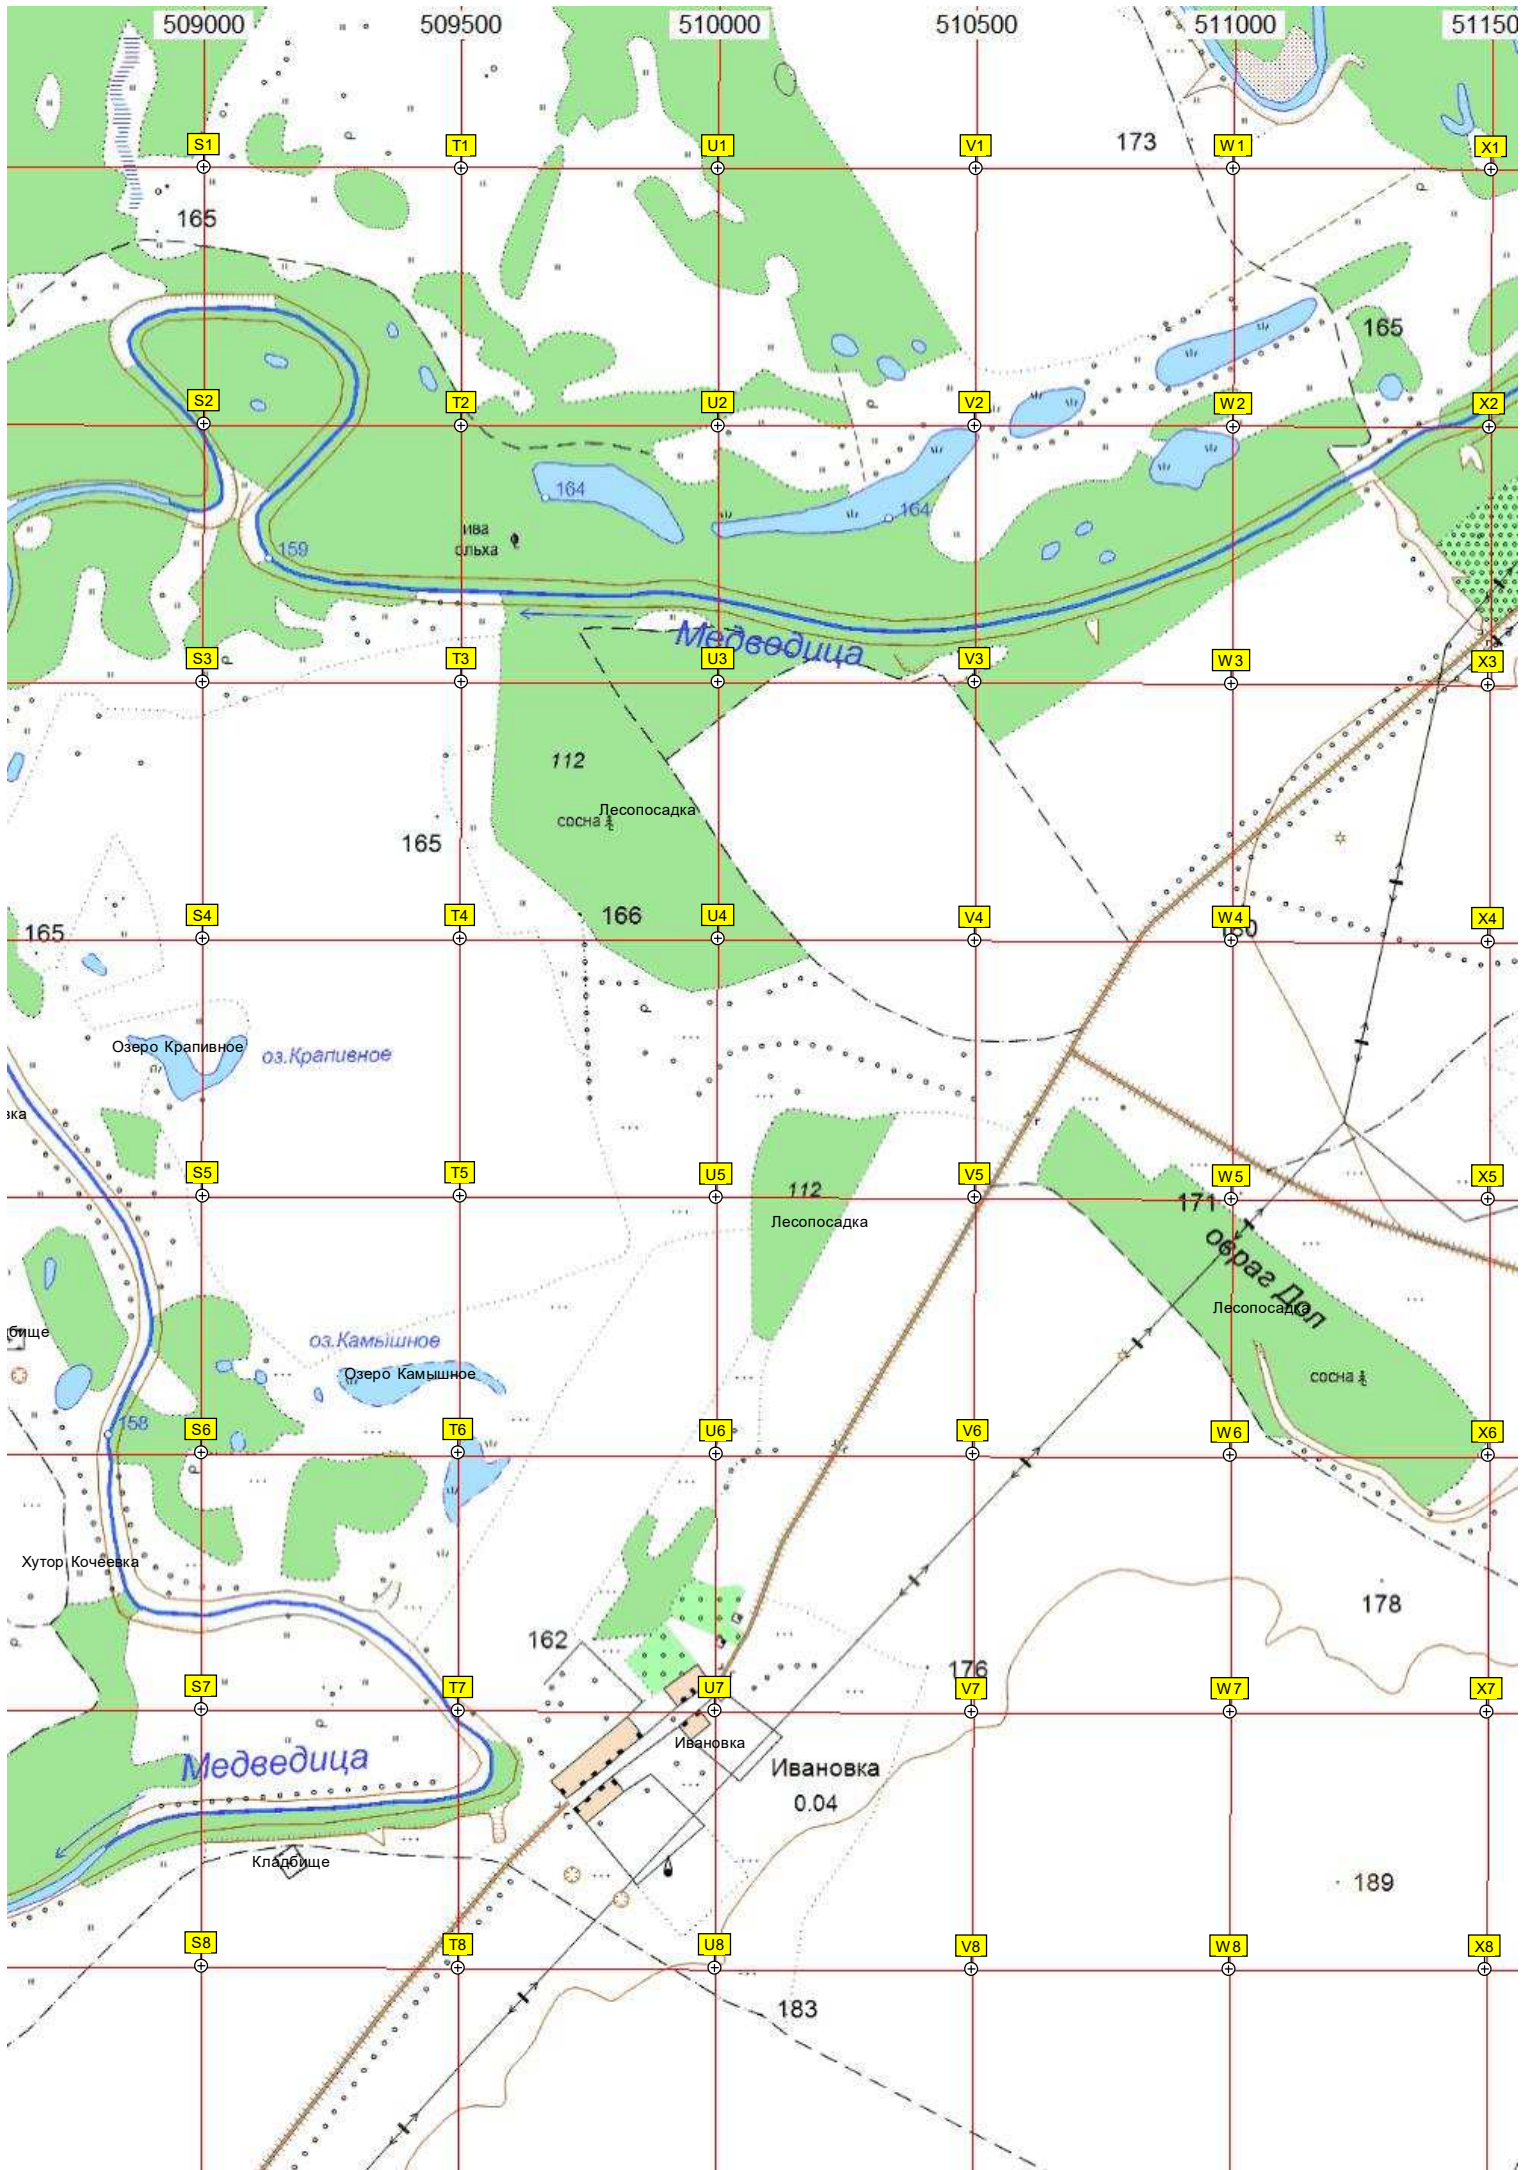 509000 509500 510000 510500 511000 51150
173
S1 T1 U1 V1 W1 X1
165
165
S2 T2 U2 V2 W2 X2
164
164
ива
ольха
159
Медведица
S3 T3 U3 V3 W3 X3
112
Лесопосадка
сосна
165
166
S4 T4 U4 V4 W4 X4
165
180
Озеро Крапивное
оз.Крапивное
вка
S5 T5 U5 V5 W5 X5
112
171
Лесопосадка
овраг Дол
Лесопосадка
бище
оз.Камышное
Озеро Камышное
сосна
158
S6 T6 U6 V6 W6 X6
Хутор Кочеевка
178
162
176
S7 T7 U7 V7 W7 X7
Ивановка
Медведица
Ивановка
0.04
Кладбище
189
S8 T8 U8 V8 W8 X8
183